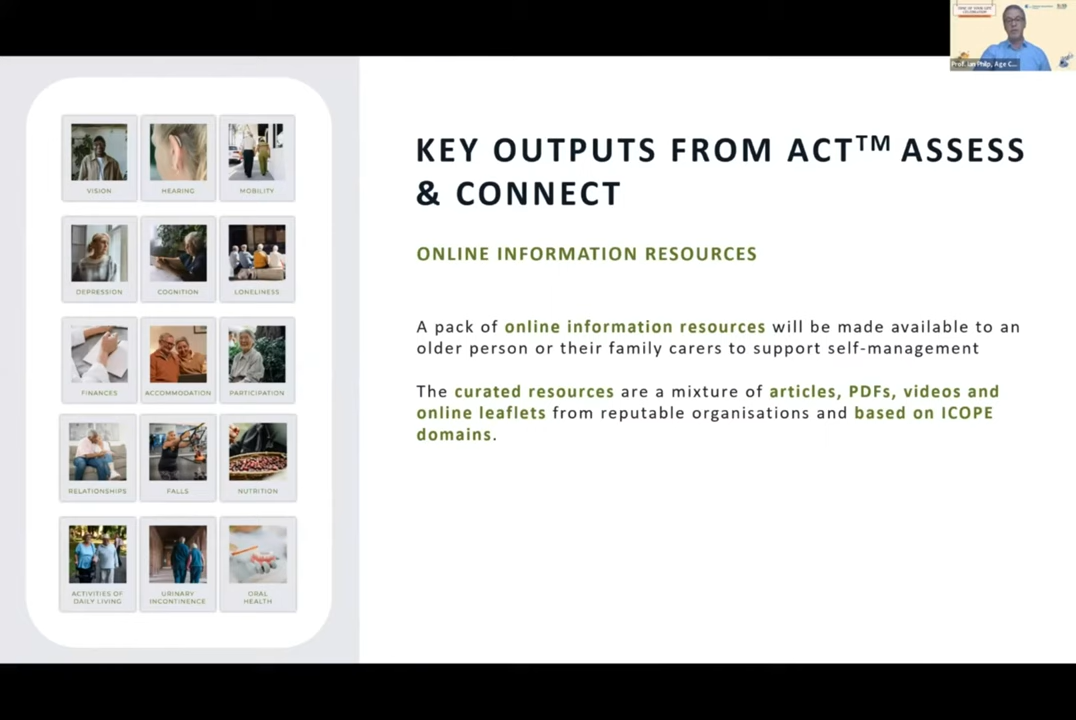 Prof. Ian Philp, Age C...
KEY OUTPUTS FROM ACT™ ASSESS
& CONNECT
ONLINE INFORMATION RESOURCES
A pack of online information resources will be made available to an
older person or their family carers to support self-management
The curated resources are a mixture of articles, PDFs, videos and
online leaflets from reputable organisations and based on ICOPE
domains.
VISION
HEARING
MOBILITY
DEPRESSION
COGNITION
LONELINESS
FINANCES
ACCOMMODATION
PARTICIPATION
RELATIONSHIPS
FALLS
NUTRITION
ACTIVITIES OF
DAILY LIVING
URINARY
INCONTINENCE
ORAL
HEALTH